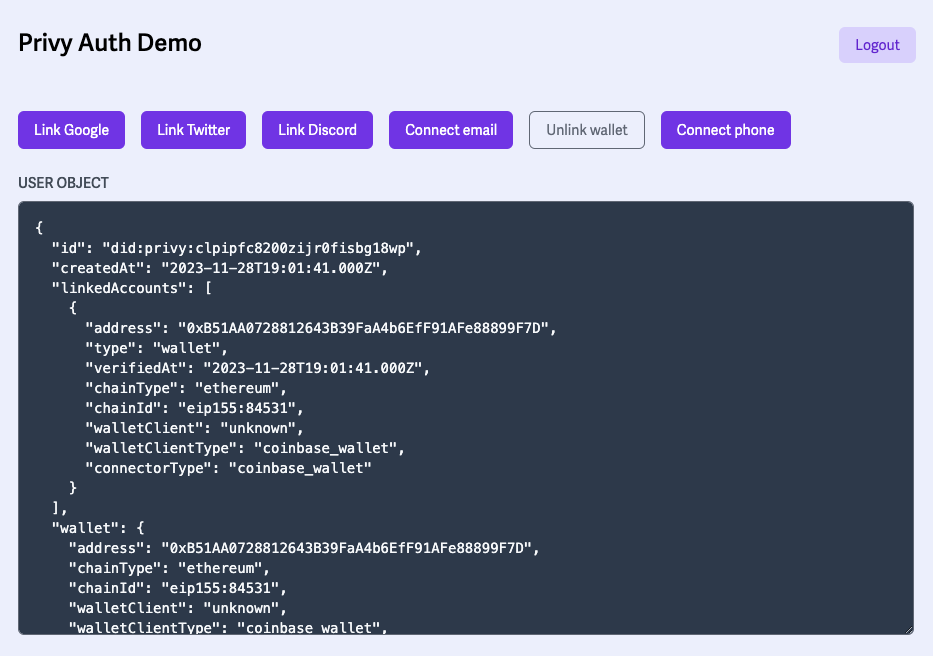 Privy Auth Demo
Logout
Link Google Link Twitter Link Discord Connect email Unlink wallet Connect phone
USER OBJECT
{
"id": "did:privy:clpipfc8200zijr0fisbg18wp",
"createdAt": "2023-11-28T19:01:41.000Z",
"linkedAccounts": [
{
"address": "0xB51AA0728812643B39FaA4b6EfF91AFe88899F7D",
"type": "wallet",
"verifiedAt": "2023-11-28T19:01:41.000Z",
"chainType": "ethereum",
"chainId": "eip155:84531",
"walletClient": "unknown",
"walletClientType": "coinbase_wallet",
"connectorType": "coinbase_wallet"
}
],
"wallet": {
"address": "0xB51AA0728812643B39FaA4b6EfF91AFe88899F7D",
"chainType": "ethereum",
"chainId": "eip155:84531",
"walletClient": "unknown",
"walletClientType": "coinbase_wallet",